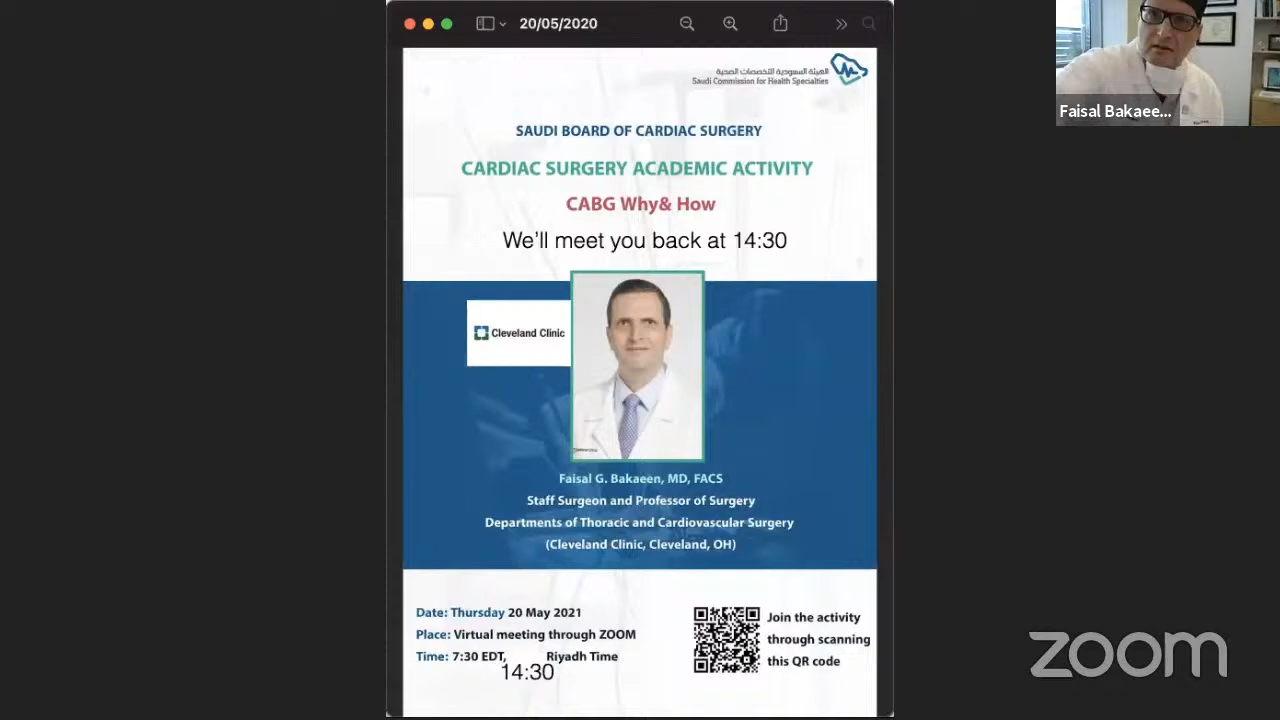 20/05/2020
الهيئة السعودية للتخصصات الصحية
Saudi Commission for Health Specialties
SAUDI BOARD OF CARDIAC SURGERY
CARDIAC SURGERY ACADEMIC ACTIVITY
CABG Why& How
We'll meet you back at 14:30
Cleveland Clinic
Faisal G. Bakaeen, MD, FACS
Staff Surgeon and Professor of Surgery
Departments of Thoracic and Cardiovascular Surgery
(Cleveland Clinic, Cleveland, OH)
Date: Thursday 20 May 2021
Place: Virtual meeting through ZOOM
Time: 7:30 EDT, Riyadh Time
14:30
Join the activity
through scanning
this QR code
Faisal Bakaee...
zoom